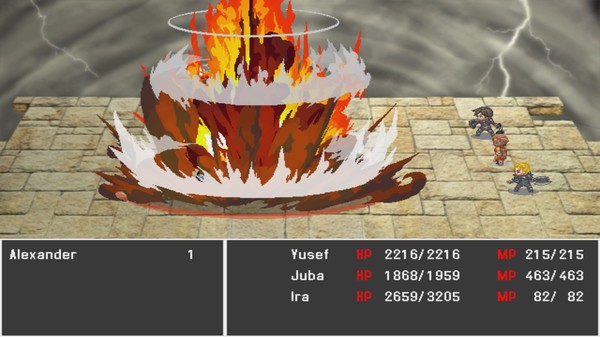 Alexander 1 Yusef HP 2216/2216 MP 215/215
Juba HP 1868/1959 MP 463/463
Ira HP 2659/3205 MP 82/ 82